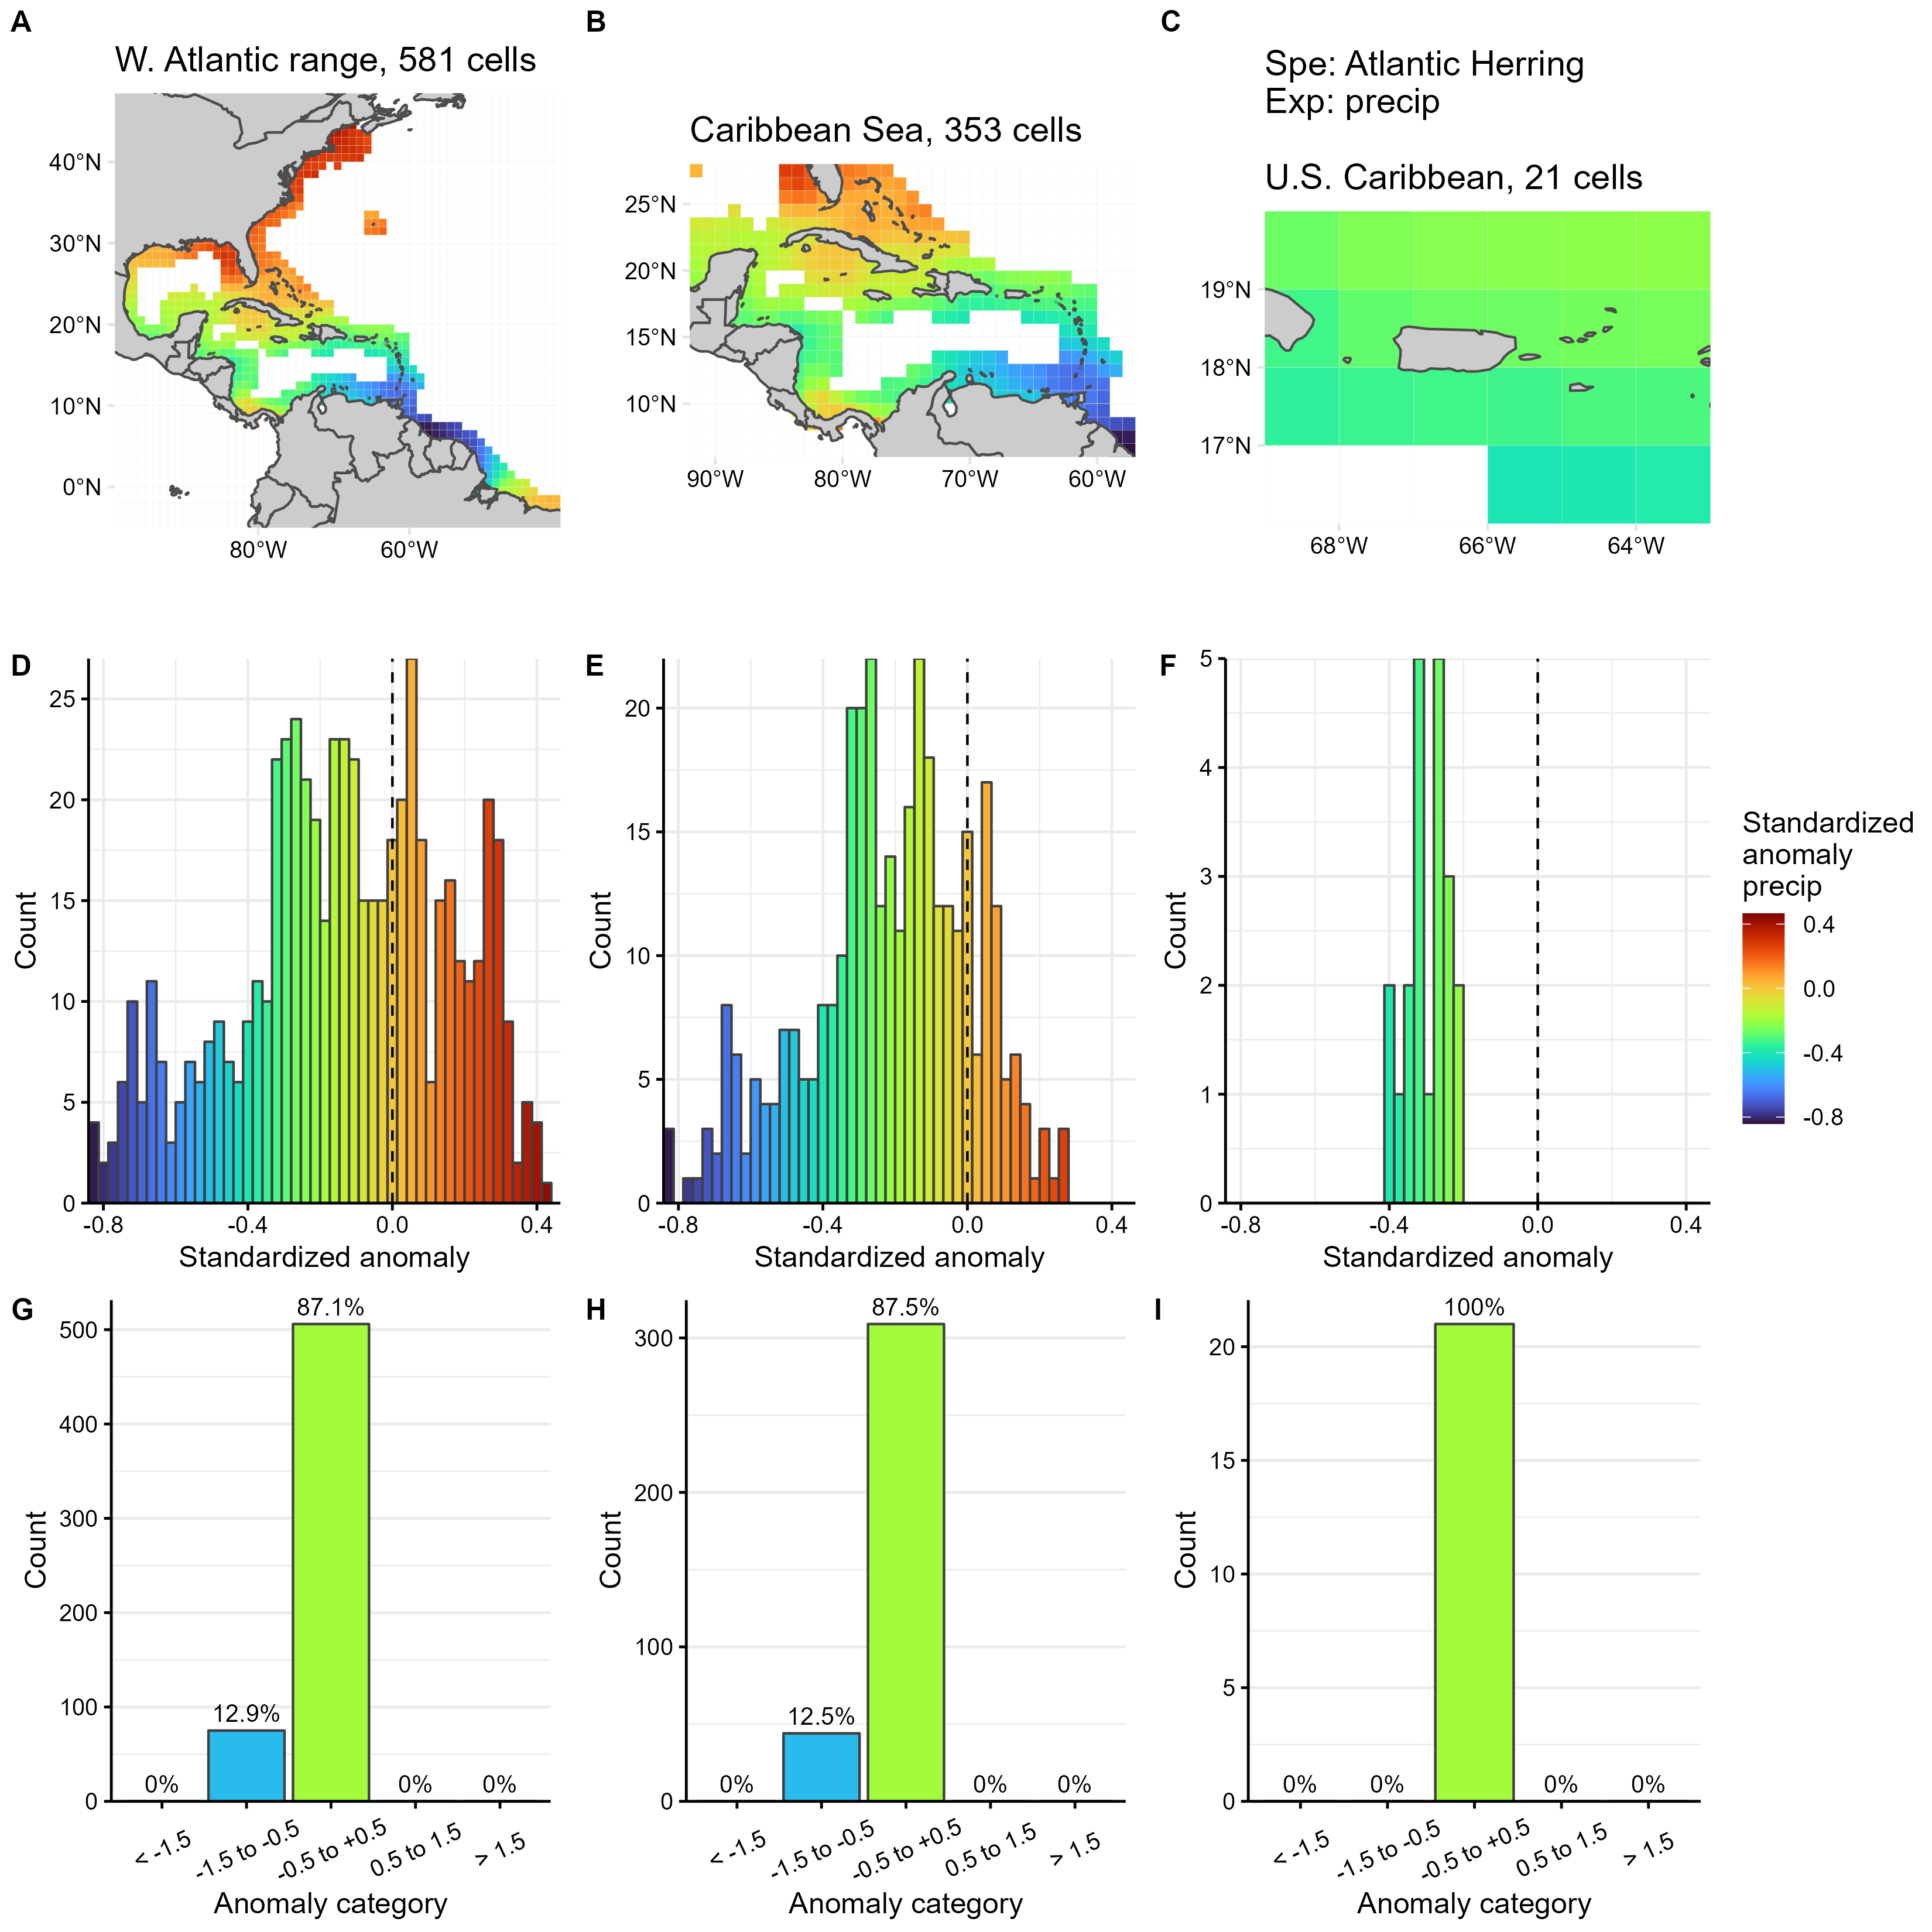 A
W. Atlantic range, 581 cells
40°N
30°N
20°N
10°N
0°N
80°W
60°W
B
Caribbean Sea, 353 cells
25°N
20°N
15°N
10°N
90°W
80°W
70°W
60°W
C
Spe: Atlantic Herring
Exp: precip
U.S. Caribbean, 21 cells
19°N
18°N
17°N
68°W
66°W
64°W
D
Count
25
20
15
10
5
0
-0.8
-0.4
0.0
0.4
Standardized anomaly
E
Count
20
15
10
5
0
-0.8
-0.4
0.0
0.4
Standardized anomaly
F
Count
5
4
3
2
1
0
-0.8
-0.4
0.0
0.4
Standardized anomaly
Standardized
anomaly
precip
0.4
0.0
-0.4
-0.8
G
Count
500
400
300
200
100
0
0%
12.9%
87.1%
0%
0%
< -1.5
-1.5 to -0.5
-0.5 to +0.5
0.5 to 1.5
> 1.5
Anomaly category
H
Count
300
200
100
0
0%
12.5%
87.5%
0%
0%
< -1.5
-1.5 to -0.5
-0.5 to +0.5
0.5 to 1.5
> 1.5
Anomaly category
I
Count
20
15
10
5
0
0%
0%
100%
0%
0%
< -1.5
-1.5 to -0.5
-0.5 to +0.5
0.5 to 1.5
> 1.5
Anomaly category